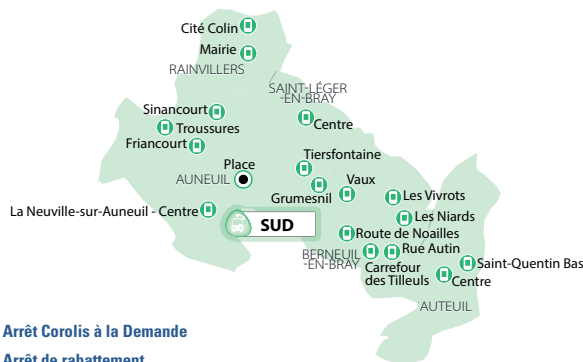 Cité Colin
Mairie
RAINVILLERS
SAINT-LÉGER
-EN-BRAY
Sinancourt
Centre
Troussures
Friancourt
Tiersfontaine
Place
AUNEUIL
Vaux
Grumesnil
Les Vivrots
La Neuville-sur-Auneuil - Centre
Les Niards
SUD
Route de Noailles
BERNEUIL
-EN-BRAY
Rue Autin
Carrefour
des Tilleuls
Saint-Quentin Bas
Centre
AUTEUIL
Arrêt Corolis à la Demande
Arrêt de rabattement